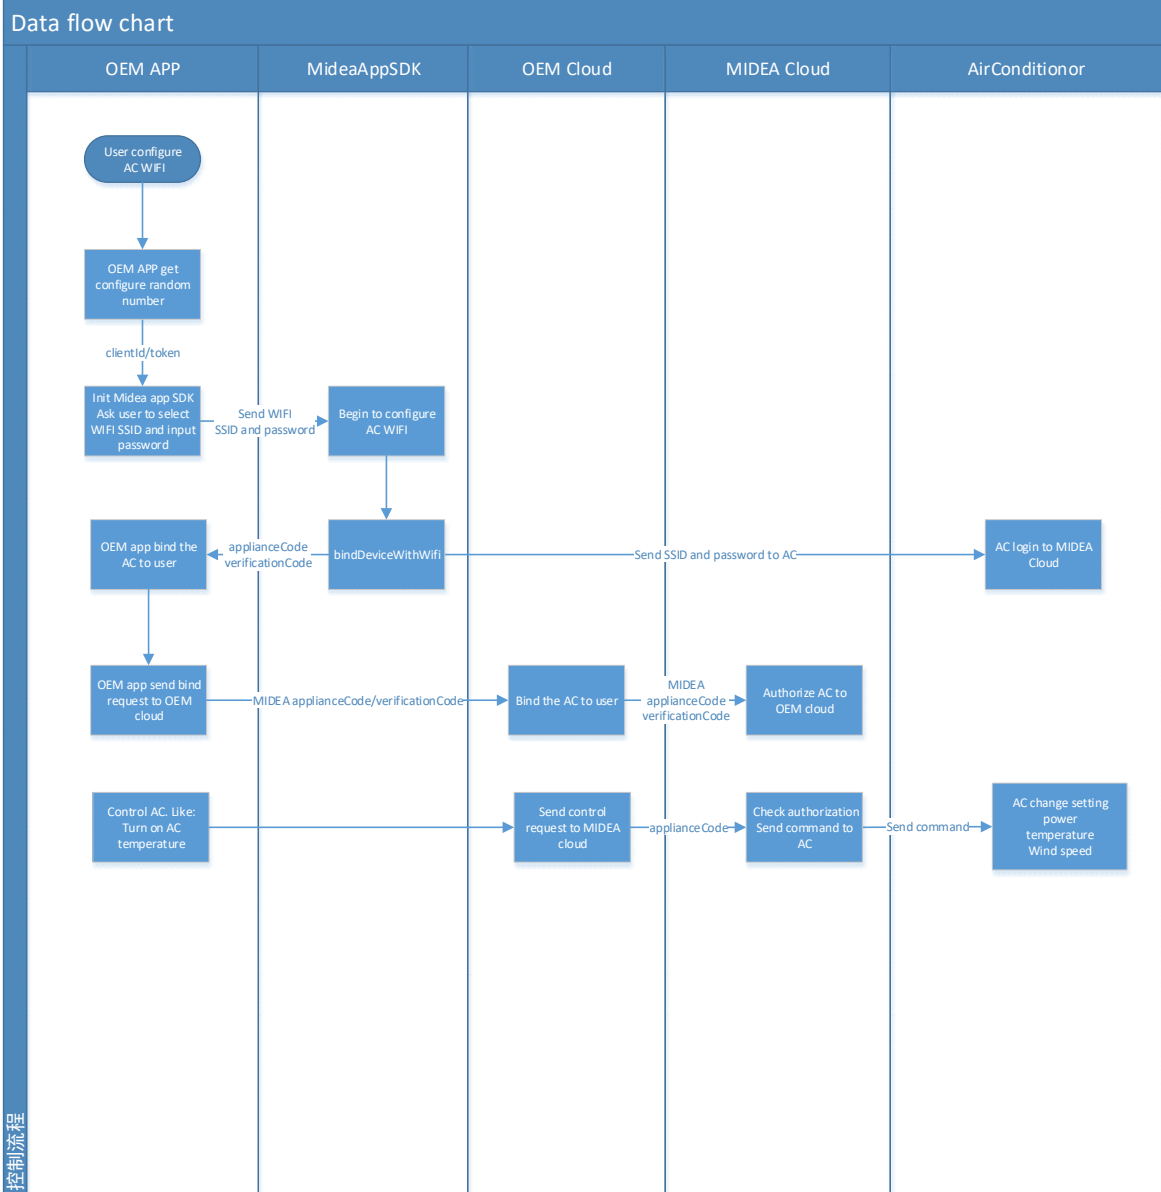 Data flow chart
OEM APP
MideaAppSDK
OEM Cloud
MIDEA Cloud
AirConditionor
User configure
AC WIFI
OEM APP get
configure random
number
clientId/token
Init Midea app SDK
Ask user to select
WIFI SSID and input
password
Send WIFI
SSID and password
Begin to configure
AC WIFI
OEM app bind the
AC to user
applianceCode
verificationCode
bindDeviceWithWifi
Send SSID and password to AC
AC login to MIDEA
Cloud
OEM app send bind
request to OEM
cloud
MIDEA applianceCode/verificationCode
Bind the AC to user
MIDEA
applianceCode
verificationCode
Authorize AC to
OEM cloud
Control AC. Like:
Turn on AC
temperature
Send control
request to MIDEA
cloud
applianceCode
Check authorization
Send command to
AC
Send command
AC change setting
power
temperature
Wind speed
控制流程